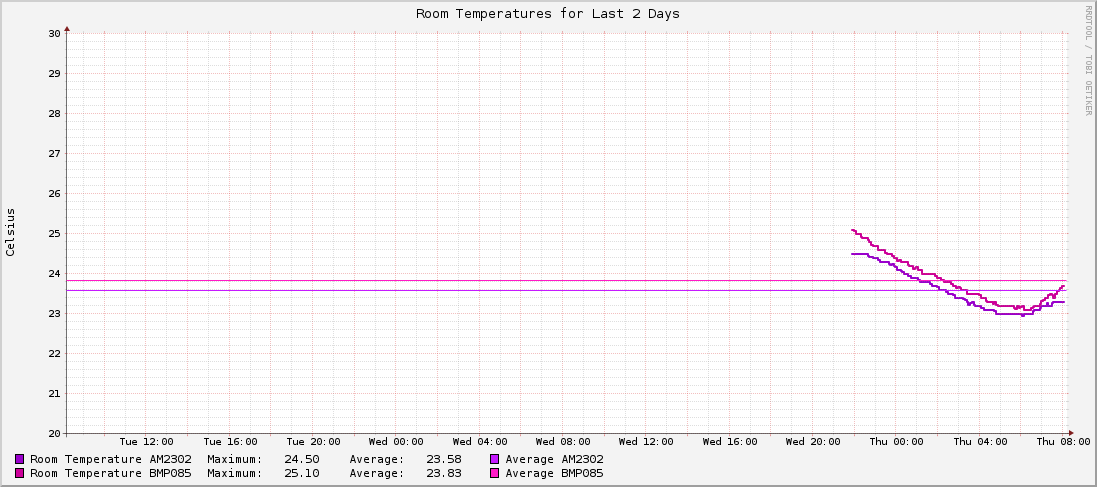 Room Temperatures for Last 2 Days
RRDTOOL / TOBI OETIKER
Celsius
30
29
28
27
26
25
24
23
22
21
20
Tue 12:00 Tue 16:00 Tue 20:00 Wed 00:00 Wed 04:00 Wed 08:00 Wed 12:00 Wed 16:00 Wed 20:00 Thu 00:00 Thu 04:00 Thu 08:00
Room Temperature AM2302 Maximum: 24.50 Average: 23.58 Average AM2302
Room Temperature BMP085 Maximum: 25.10 Average: 23.83 Average BMP085